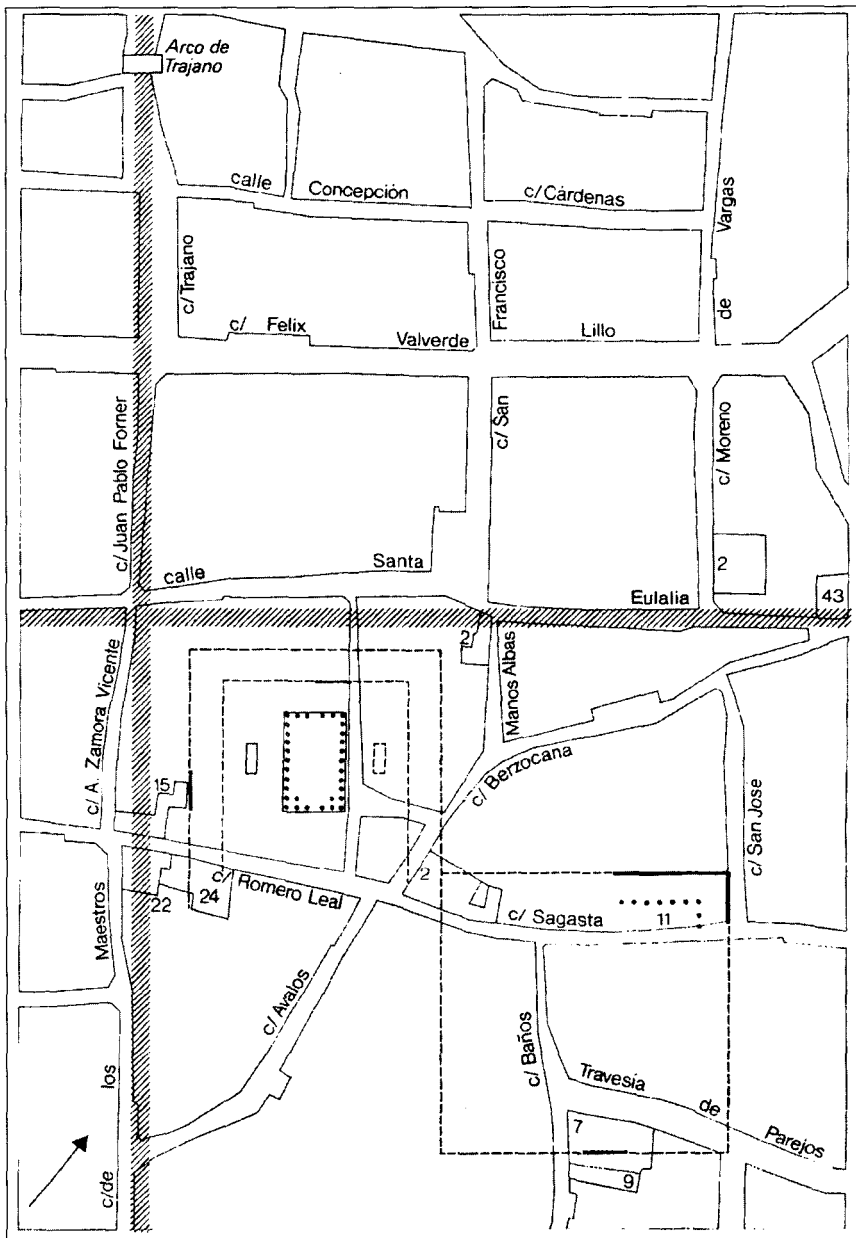 Arco de
Trajano
calle
Concepción
c/Cárdenas
Vargas
de
c/Moreno
c/Trajano
c/ Felix
Valverde
Francisco
c/San
Lillo
c/Juan Pablo Forner
calle
Santa
Eulalia
2
43
2
Manos Albas
c/A. Zamora Vicente
c/Berzocana
c/San Jose
15
c/Romero Leal
2
22
24
c/Sagasta
11
Maestros
los
c/de
c/Avalos
c/Baños
Travesía
de
Parejos
7
9